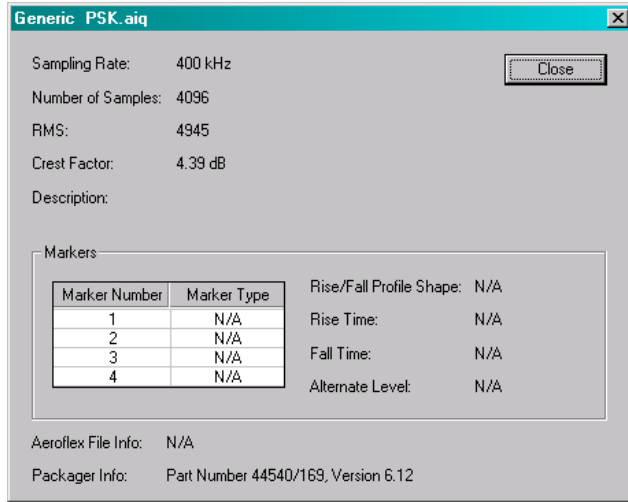 Generic PSK.aiq
Sampling Rate: 400 kHz
Close
Number of Samples: 4096
RMS: 4945
Crest Factor: 4.39 dB
Description:
Markers
Marker Number Marker Type
1 N/A
2 N/A
3 N/A
4 N/A
Rise/Fall Profile Shape: N/A
Rise Time: N/A
Fall Time: N/A
Alternate Level: N/A
Aeroflex File Info: N/A
Packager Info: Part Number 44540/169, Version 6.12